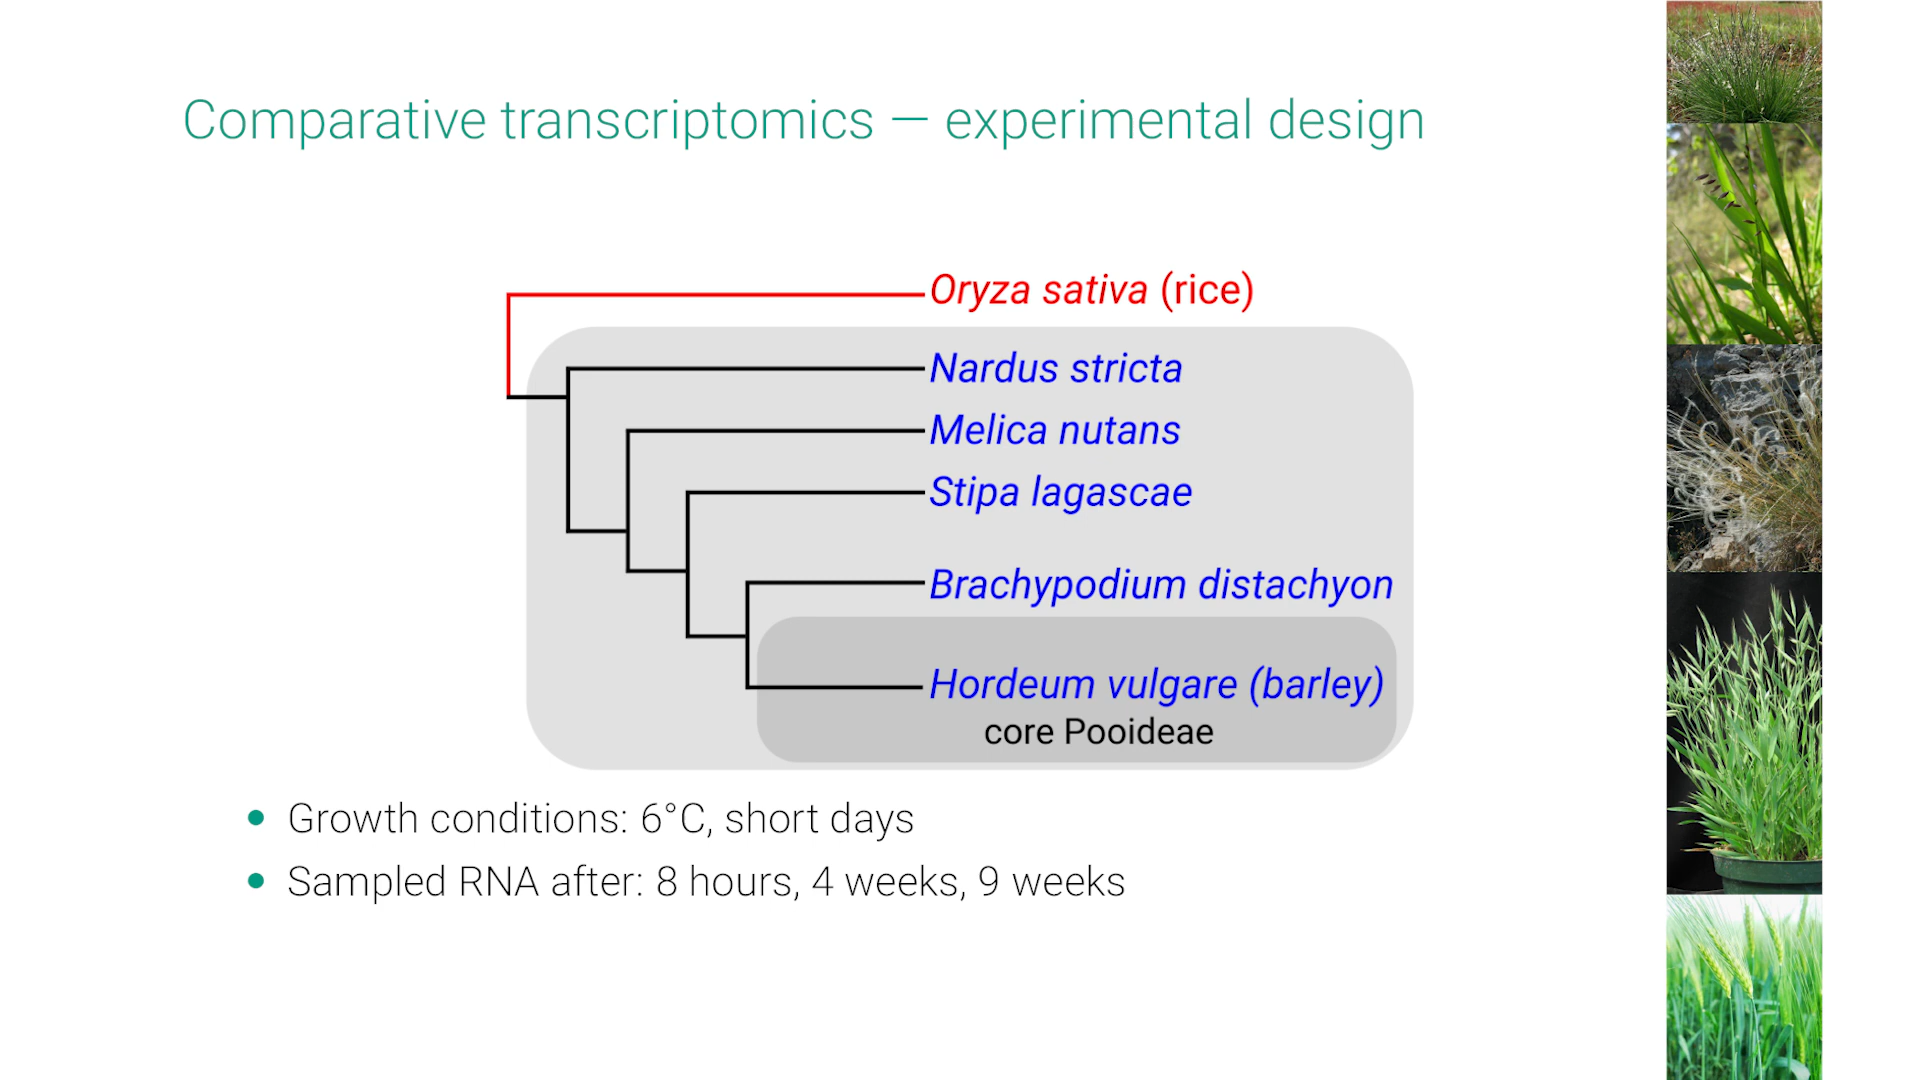 Comparative transcriptomics — experimental design
Oryza sativa (rice)
Nardus stricta
Melica nutans
Stipa lagascae
Brachypodium distachyon
Hordeum vulgare (barley)
core Pooideae
• Growth conditions: 6°C, short days
• Sampled RNA after: 8 hours, 4 weeks, 9 weeks